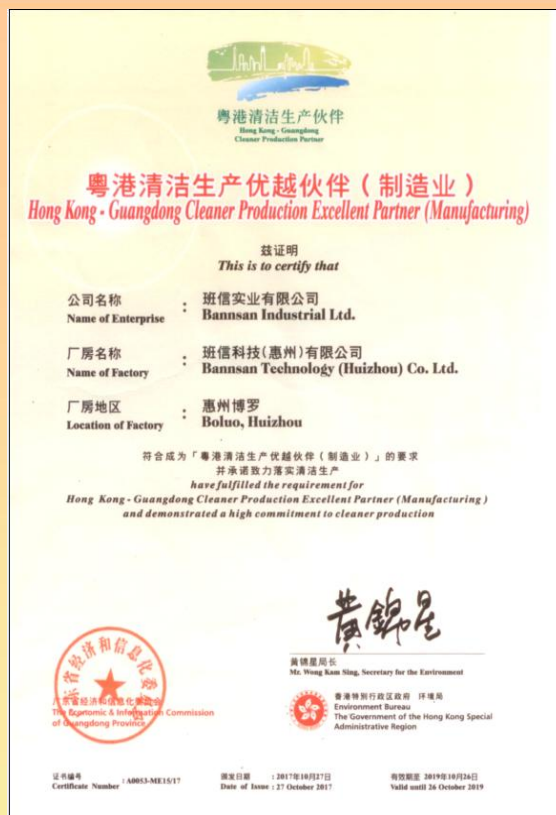 粤港清洁生产伙伴
Hong Kong - Guangdong
Cleaner Production Partner
粤港清洁生产优越伙伴（制造业）
Hong Kong - Guangdong Cleaner Production Excellent Partner (Manufacturing)
兹证明
This is to certify that
公司名称 : 班信实业有限公司
Name of Enterprise Bannsan Industrial Ltd.
厂房名称 : 班信科技(惠州)有限公司
Name of Factory Bannsan Technology (Huizhou) Co. Ltd.
厂房地区 : 惠州博罗
Location of Factory Boluo, Huizhou
符合成为「粤港清洁生产优越伙伴（制造业）」的要求
并承诺致力落实清洁生产
have fulfilled the requirement for
Hong Kong - Guangdong Cleaner Production Excellent Partner (Manufacturing)
and demonstrated a high commitment to cleaner production
黄錦星
黄锦星局长
Mr. Wong Kam Sing, Secretary for the Environment
广东省经济和信息化委员会
The Economic & Information Commission
of Guangdong Province
香港特别行政区政府 环境局
Environment Bureau
The Government of the Hong Kong Special
Administrative Region
证书编号
Certificate Number : A0053-ME15/17
颁发日期 : 2017年10月27日
Date of Issue : 27 October 2017
有效期至 2019年10月26日
Valid until 26 October 2019